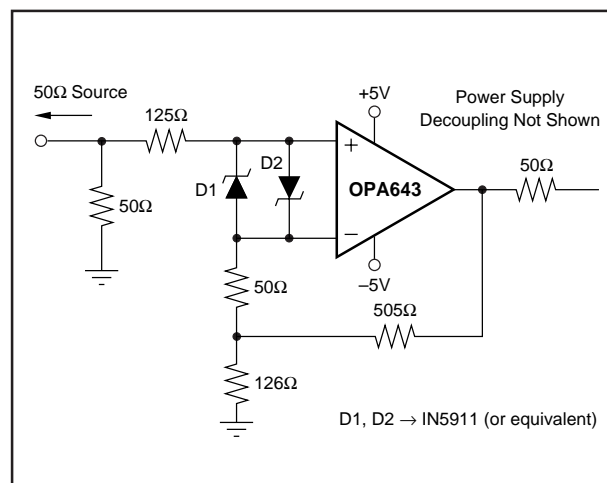 50Ω Source
+5V
Power Supply
Decoupling Not Shown
125Ω
50Ω
D2
+
OPA643
50Ω
D1
−
−5V
50Ω
505Ω
126Ω
D1, D2 → IN5911 (or equivalent)